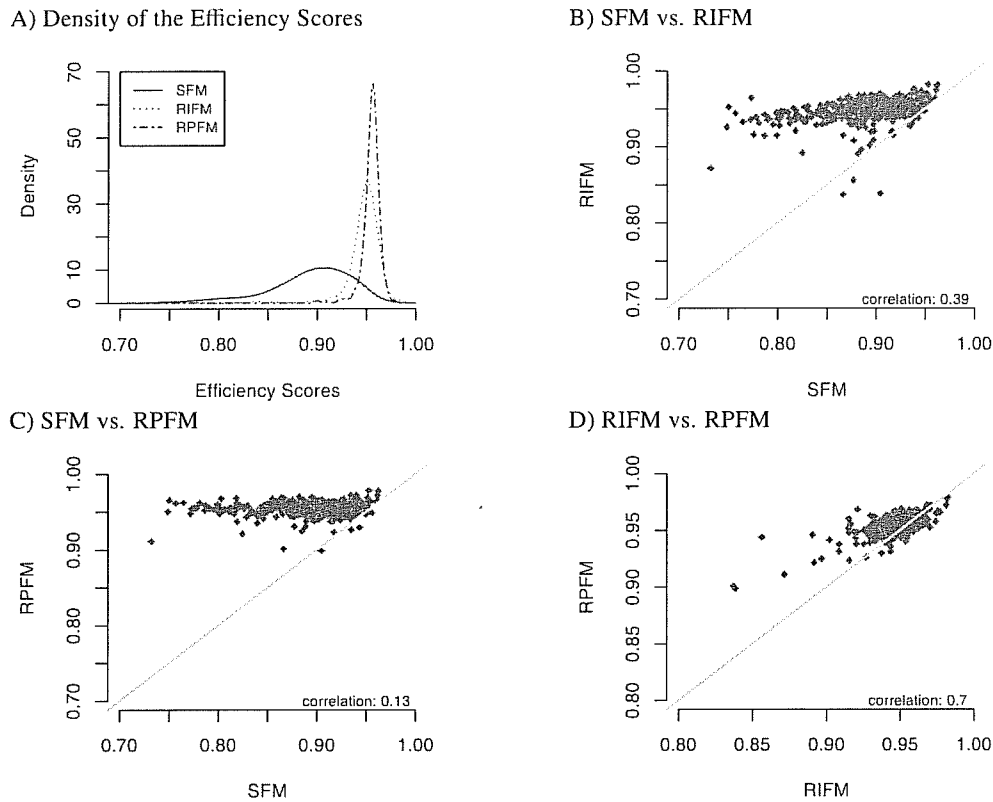 A) Density of the Efficiency Scores
70
50
30
10
0
Density
SFM
RIFM
RPFM
0.70 0.80 0.90 1.00
Efficiency Scores
B) SFM vs. RIFM
1.00
0.90
0.80
0.70
RIFM
correlation: 0.39
0.70 0.80 0.90 1.00
SFM
C) SFM vs. RPFM
1.00
0.90
0.80
0.70
RPFM
correlation: 0.13
0.70 0.80 0.90 1.00
SFM
D) RIFM vs. RPFM
1.00
0.95
0.90
0.85
0.80
RPFM
correlation: 0.7
0.80 0.85 0.90 0.95 1.00
RIFM